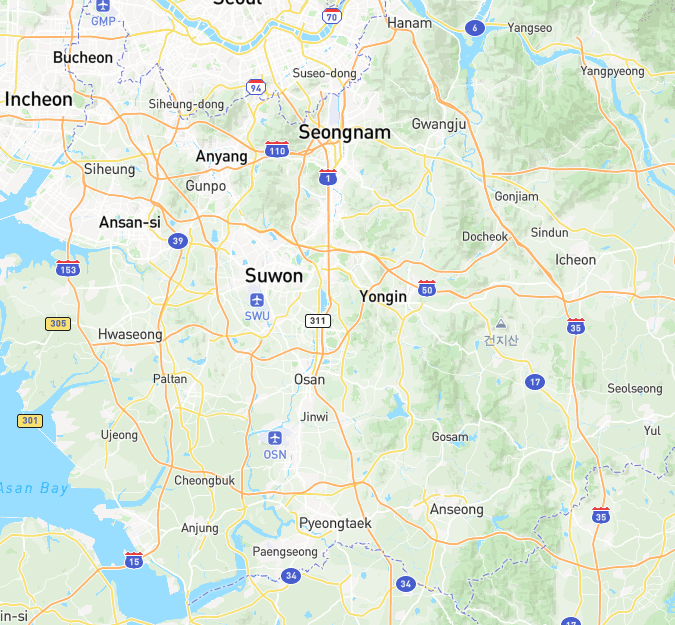 Seoul
70
GMP
Hanam
6
Yangseo
Bucheon
Suseo-dong
Yangpyeong
94
Incheon
Siheung-dong
Seongnam
Gwangju
Anyang
110
Siheung
Gunpo
1
Gonjiam
Ansan-si
39
Docheok
Sindun
Icheon
153
Suwon
50
Yongin
SWU
305
311
35
Hwaseong
건지산
Paltan
Osan
17
Seolseong
301
Jinwi
Ujeong
OSN
Gosam
Yul
Cheongbuk
Asan Bay
Anseong
35
Anjung
Pyeongtaek
Paengseong
15
34
34
in-si
17